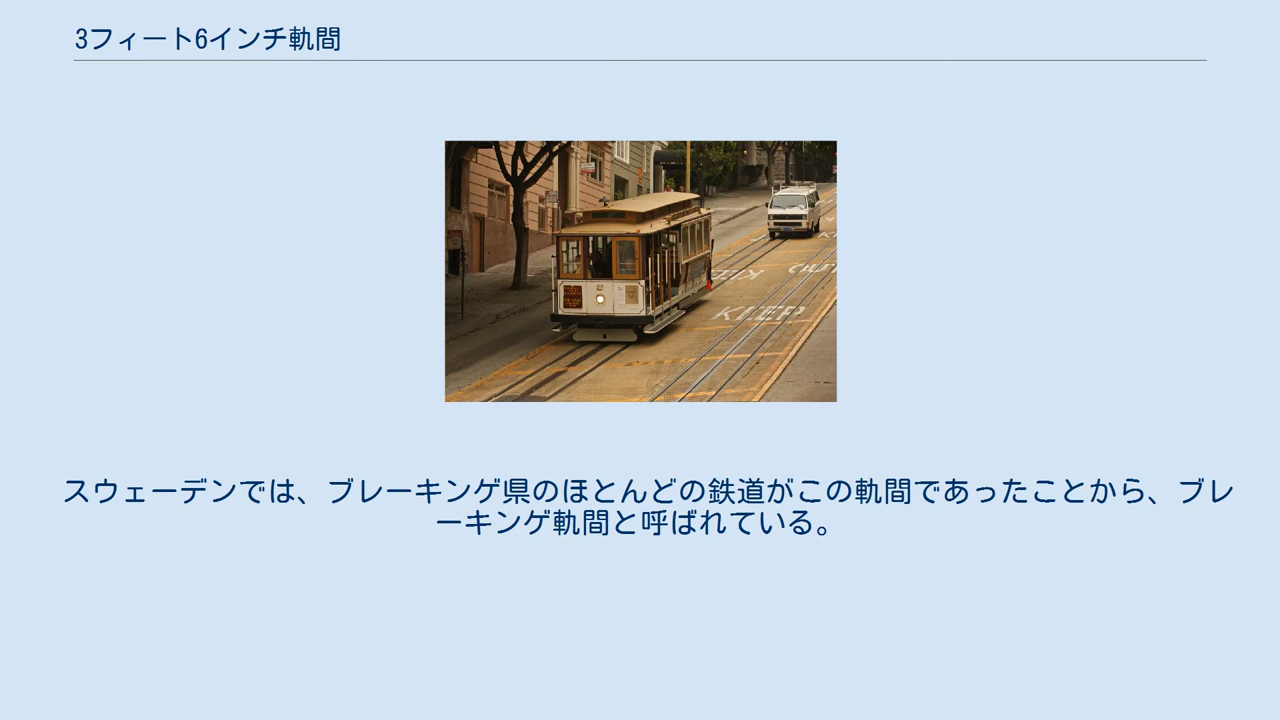 3フィート6インチ軌間
KEEP
スウェーデンでは、ブレーキンゲ県のほとんどの鉄道がこの軌間であったことから、ブレ
ーキンゲ軌間と呼ばれている。